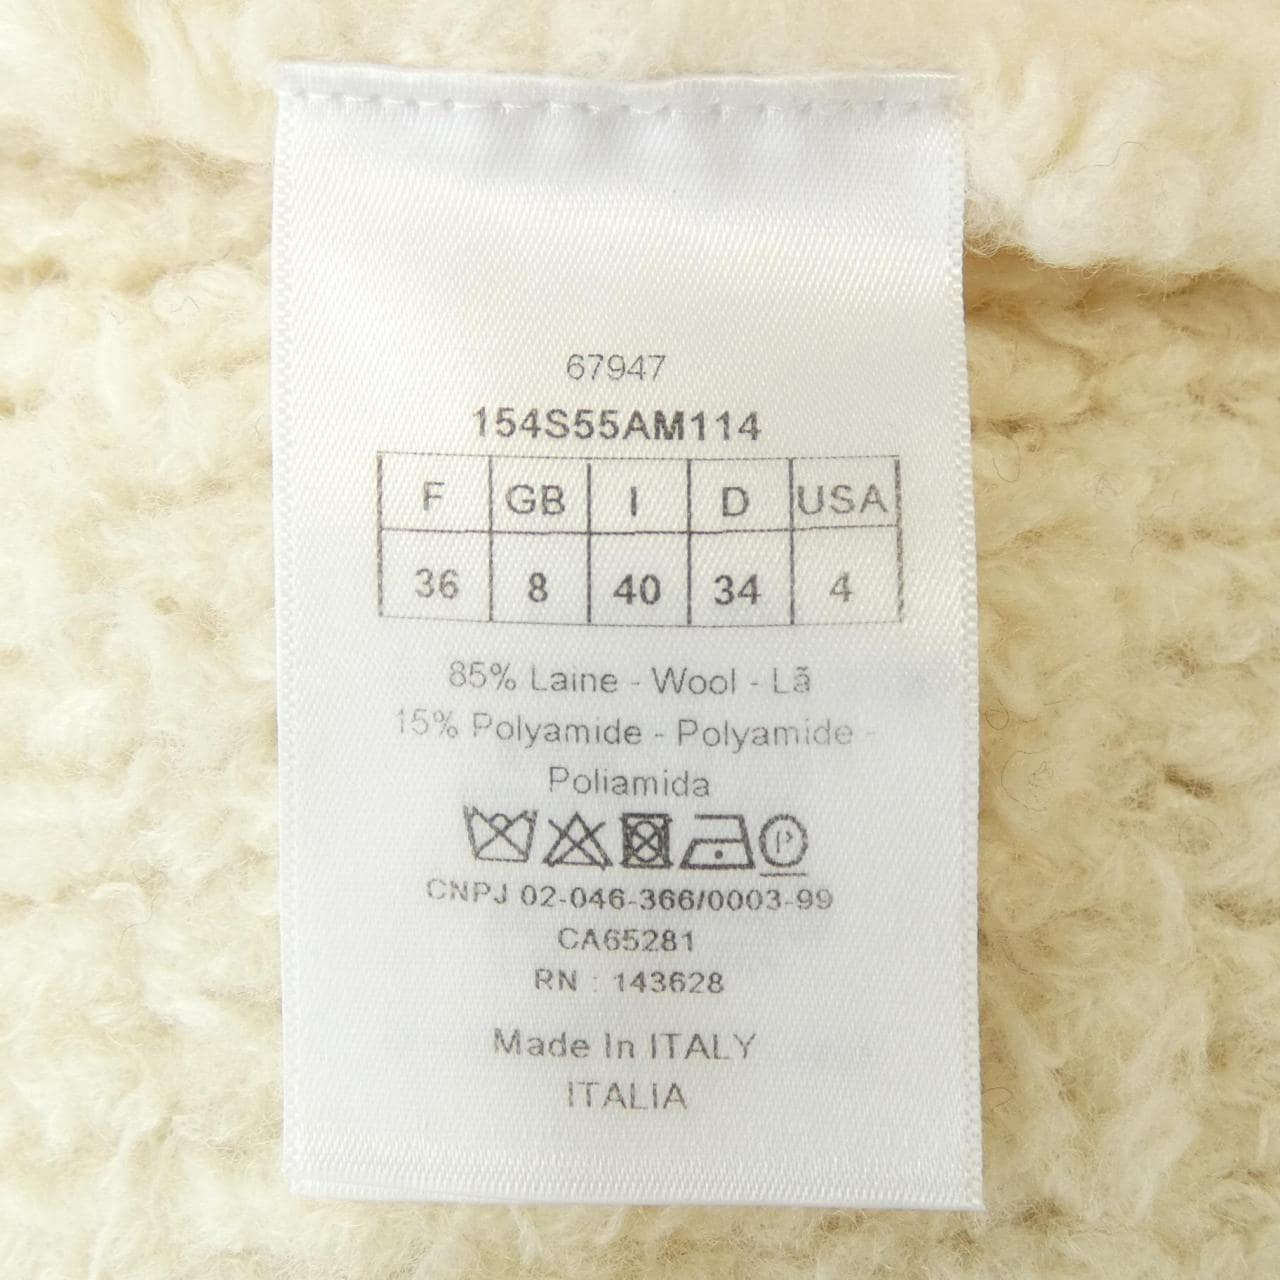 67947
154S55AM114
F GB I D USA
36 8 40 34 4
85% Laine - Wool - Lã
15% Polyamide - Polyamide -
Poliamida
P
CNPJ 02-046-366/0003-99
CA65281
RN : 143628
Made In ITALY
ITALIA